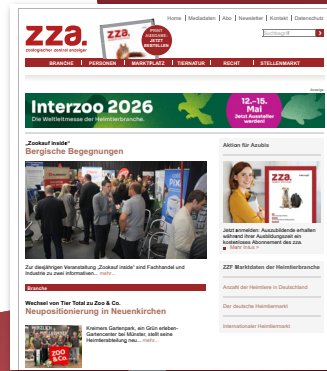 Home | Mediadaten | Abo | Newsletter | Kontakt | Datenschutz
zza.
zoologischer zentral anzeiger
zza.
PRINT
AUSGABE
JETZT
BESTELLEN
Suchbegriff
BRANCHE | PERSONEN | MARKTPLATZ | TIERNATUR | RECHT | STELLENMARKT
Anzeige
Interzoo 2026
Die Weltleitmesse der Heimtierbranche.
12.–15.
Mai
Jetzt Aussteller
werden!
„Zookauf inside“
Bergische Begegnungen
Zur diesjährigen Veranstaltung „Zookauf inside“ sind Fachhandel und
Industrie zu zwei informativen... mehr...
Branche
Wechsel von Tier Total zu Zoo & Co.
Neupositionierung in Neuenkirchen
ZOO
& Co.
Kreimers Gartenpark, ein Grün erleben-
Gartencenter bei Münster, stellt seine
Heimtierabteilung neu... mehr...
Aktion für Azubis
zza.
Jetzt anmelden: Auszubildende erhalten
während ihrer Ausbildungszeit ein
kostenloses Abonnement des zza.
Mehr Infos >
ZZF Marktdaten der Heimtierbranche
Anzahl der Heimtiere in Deutschland
Der deutsche Heimtiermarkt
Internationaler Heimtiermarkt